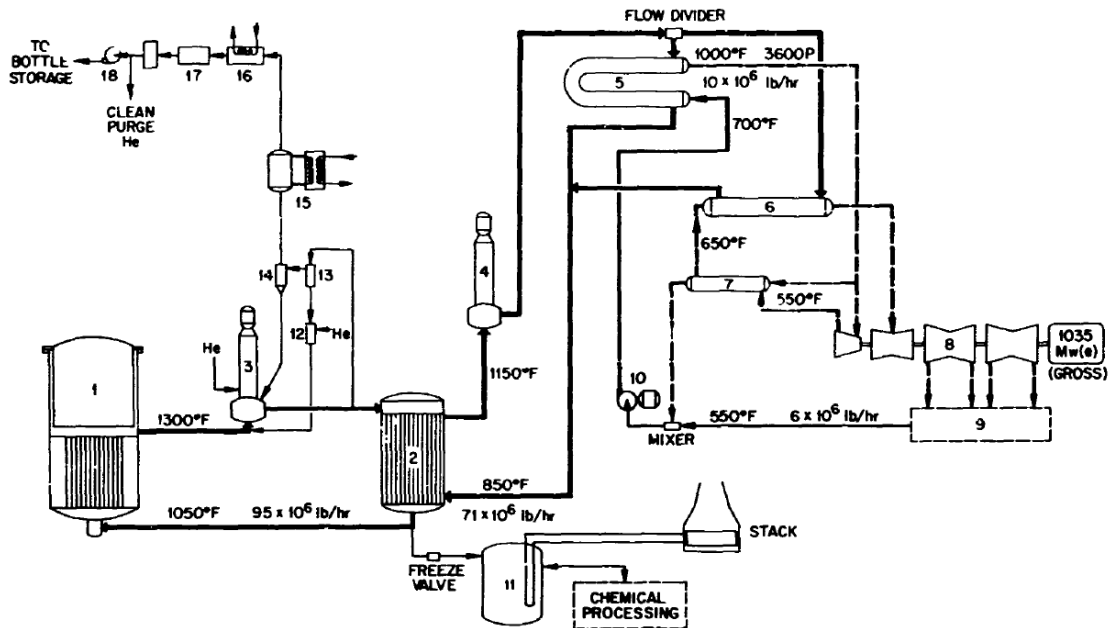 FLOW DIVIDER
TO
BOTTLE
STORAGE
18
17
16
CLEAN
PURGE
He
1000°F 3600P
5
10 x 10⁶ lb/hr
700°F
15
6
4
650°F
14
13
7
550°F
He
12
He
3
1
1300°F
1150°F
8
1035
Mw(e)
(GROSS)
10
550°F 6 x 10⁶ lb/hr
MIXER
9
2
850°F
1050°F 95 x 10⁶ lb/hr
71 x 10⁶ lb/hr
STACK
FREEZE
VALVE
11
CHEMICAL
PROCESSING